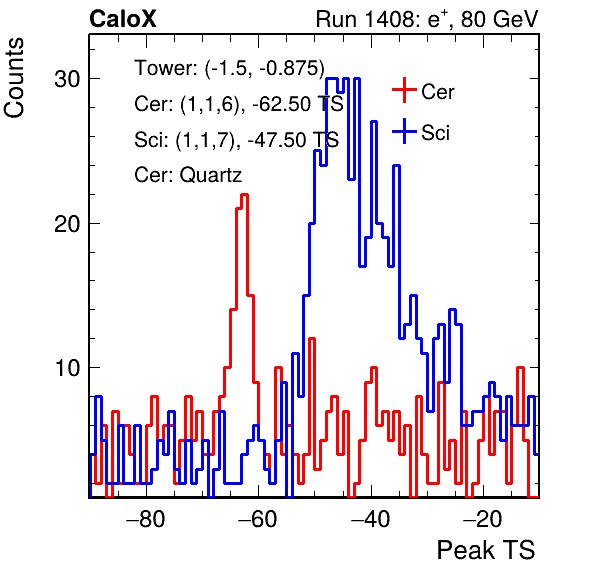 CaloX Run 1408: e⁺, 80 GeV
Counts
Tower: (-1.5, -0.875)
Cer: (1,1,6), -62.50 TS
Sci: (1,1,7), -47.50 TS
Cer: Quartz
Cer
Sci
30
20
10
−80 −60 −40 −20
Peak TS